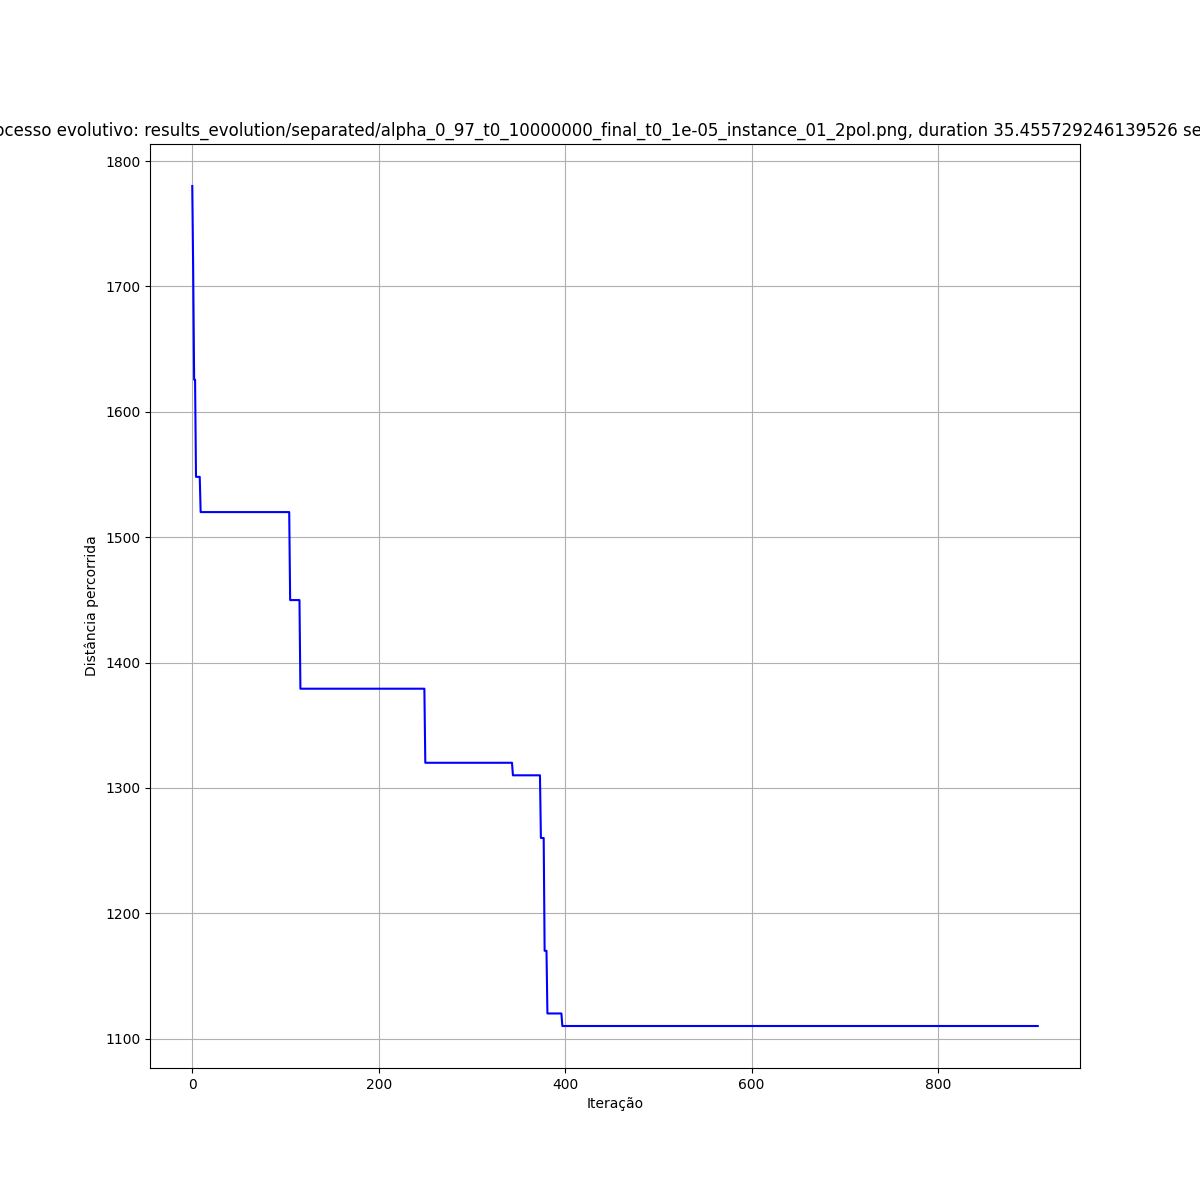 ocesso evolutivo: results_evolution/separated/alpha_0_97_t0_10000000_final_t0_1e-05_instance_01_2pol.png, duration 35.455729246139526 se
1800
1700
1600
1500
1400
1300
1200
1100
Distância percorrida
0 200 400 600 800
Iteração